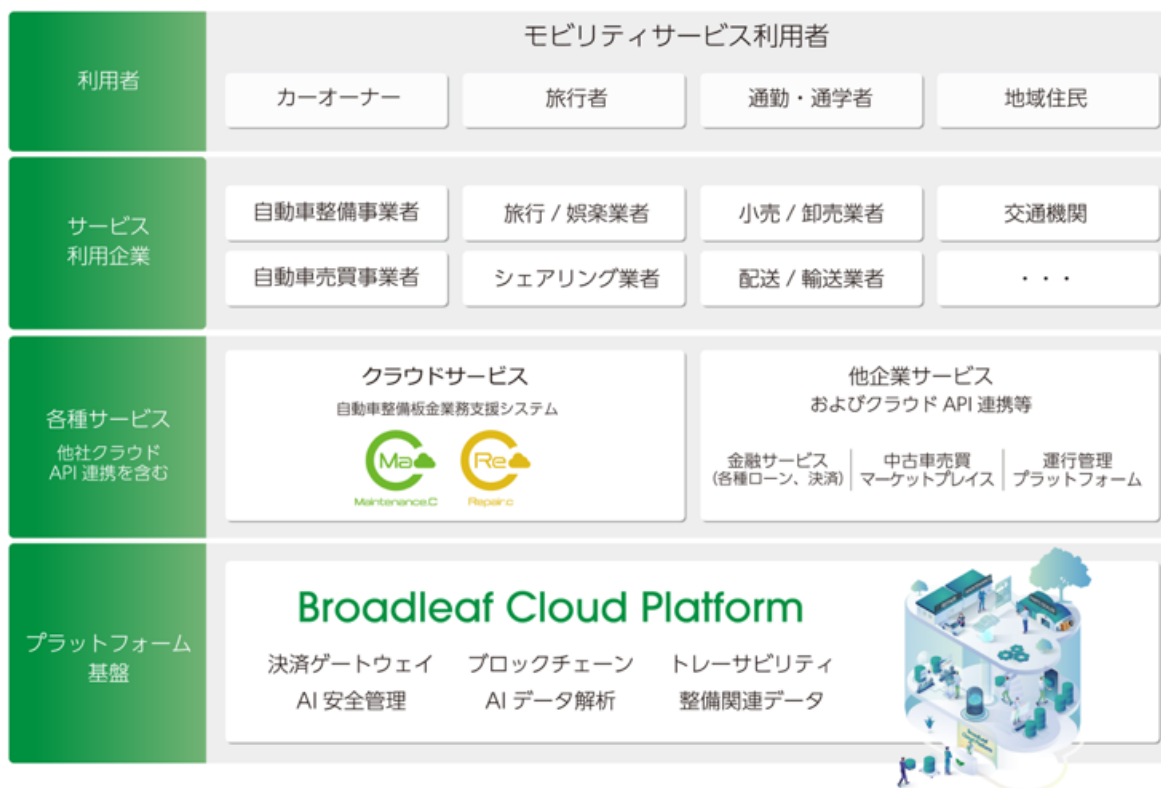 モビリティサービス利用者
利用者
カーオーナー
旅行者
通勤・通学者
地域住民
サービス
利用企業
自動車整備事業者
旅行 / 娯楽業者
小売 / 卸売業者
交通機関
自動車売買事業者
シェアリング業者
配送 / 輸送業者
・・・
各種サービス
他社クラウド
API 連携を含む
クラウドサービス
自動車整備板金業務支援システム
Ma
Maintenance.C
Re
Repair.c
他企業サービス
およびクラウド API 連携等
金融サービス
(各種ローン、決済)
中古車売買
マーケットプレイス
運行管理
プラットフォーム
プラットフォーム
基盤
Broadleaf Cloud Platform
決済ゲートウェイ
ブロックチェーン
トレーサビリティ
AI 安全管理
AI データ解析
整備関連データ
Broadleaf
Cloud Platform